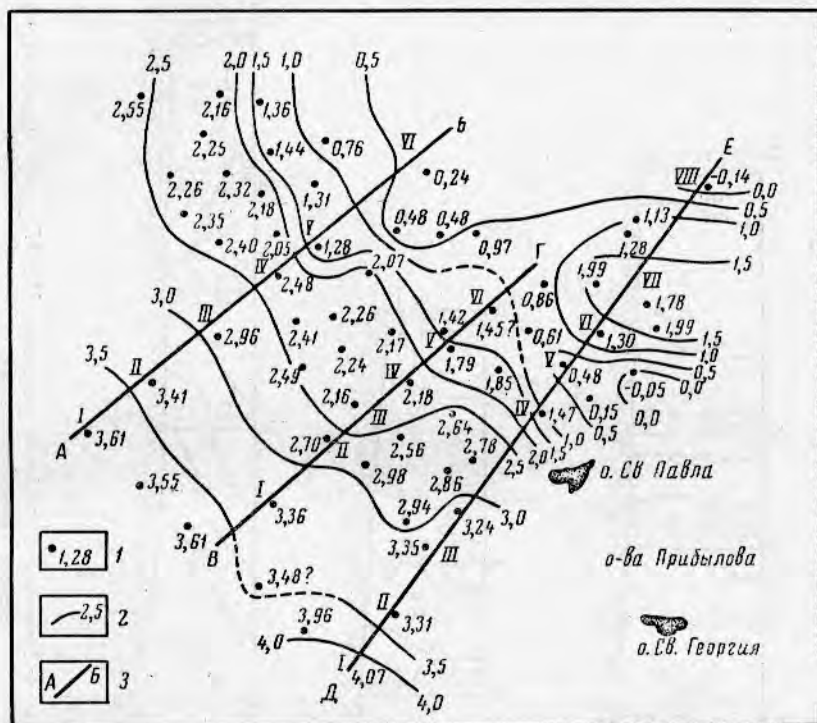 2,5 2,0 1,5 1,0 0,5
2,55 2,16 1,36
Б
VI
2,25 1,44 0,76
Е
2,26 2,32 1,31 0,24
VIII -0,14
0,0
2,35 2,18
0,5
2,40 2,05 V 1,28 0,48 0,48 0,97 1,13 1,0
1,28
IV 2,48 2,07 Г 1,99 1,5
VII
3,0 III 0,86 1,78
2,96 2,41 2,26 VI 1,45? 1,99
3,5 2,17 1,42 V 0,61 VI 1,30 1,5
II 2,49 2,24 1,79 1,0
3,41 IV 2,18 1,85 V 0,48 0,5
-0,05 0,0
I 2,16 III 2,64 IV 1,47 0,15 0,0
А 3,61 2,70 II 2,56 2,78 2,5 2,0 1,5 1,0 0,5
3,55 I 2,98 2,86 о. Св Павла
3,36 2,94 3,24 3,0
3,61 В 3,35 III
о-ва Прибылова
3,48?
II 3,31
3,96
4,0 о. Св. Георгия
I 4,07 3,5
Д 4,0
1,28 1
2,5 2
А Б 3